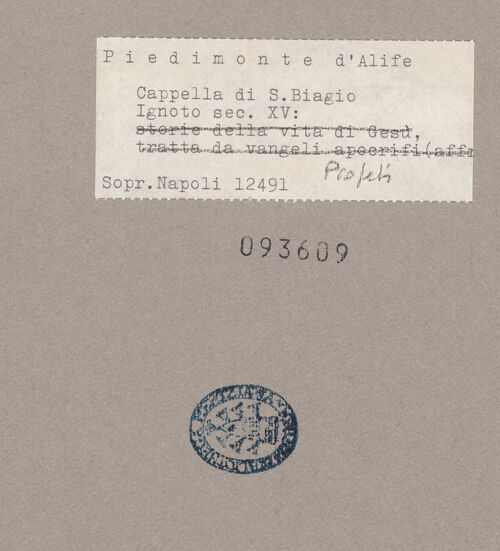 Piedimonte d'Alife
Cappella di S.Biagio
Ignoto sec. XV:
storie della vita di Gesù,
tratta da vangeli apocrifi(affr
Profeti
Sopr.Napoli 12491
093609